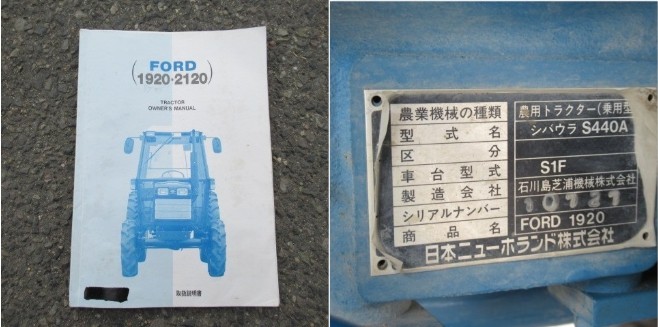 FORD
1920·2120
TRACTOR
OWNER'S MANUAL
取扱説明書
農業機械の種類 農用トラクター(乗用型
型式名 シバウラ S440A
区分
車台型式 S1F
製造会社 石川島芝浦機械株式会社
シリアルナンバー 10727
商品名 FORD 1920
日本ニューホランド株式会社